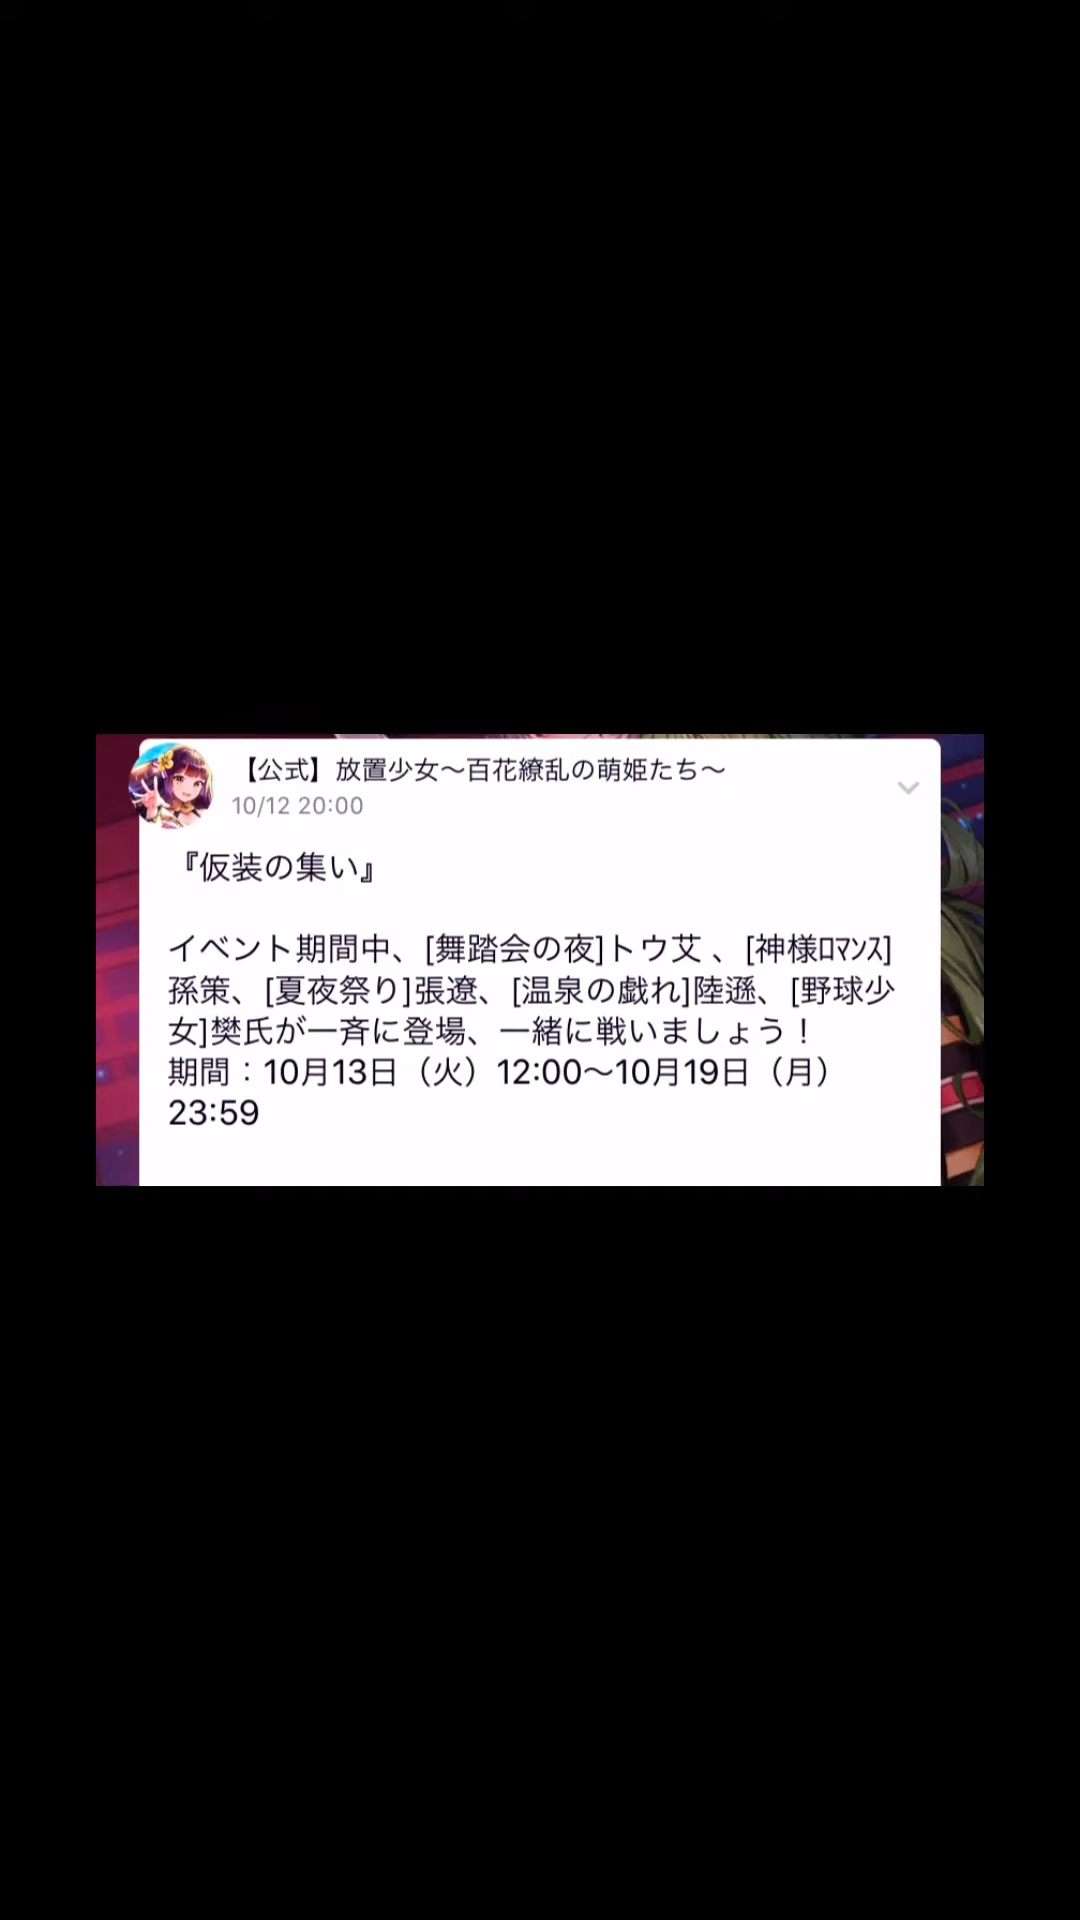 【公式】放置少女〜百花繚乱の萌姫たち〜
10/12 20:00
『仮装の集い』
イベント期間中、[舞踏会の夜]トウ艾 、[神様ﾛﾏﾝｽ]
孫策、[夏夜祭り]張遼、[温泉の戯れ]陸遜、[野球少
女]樊氏が一斉に登場、一緒に戦いましょう！
期間：10月13日（火）12:00〜10月19日（月）
23:59